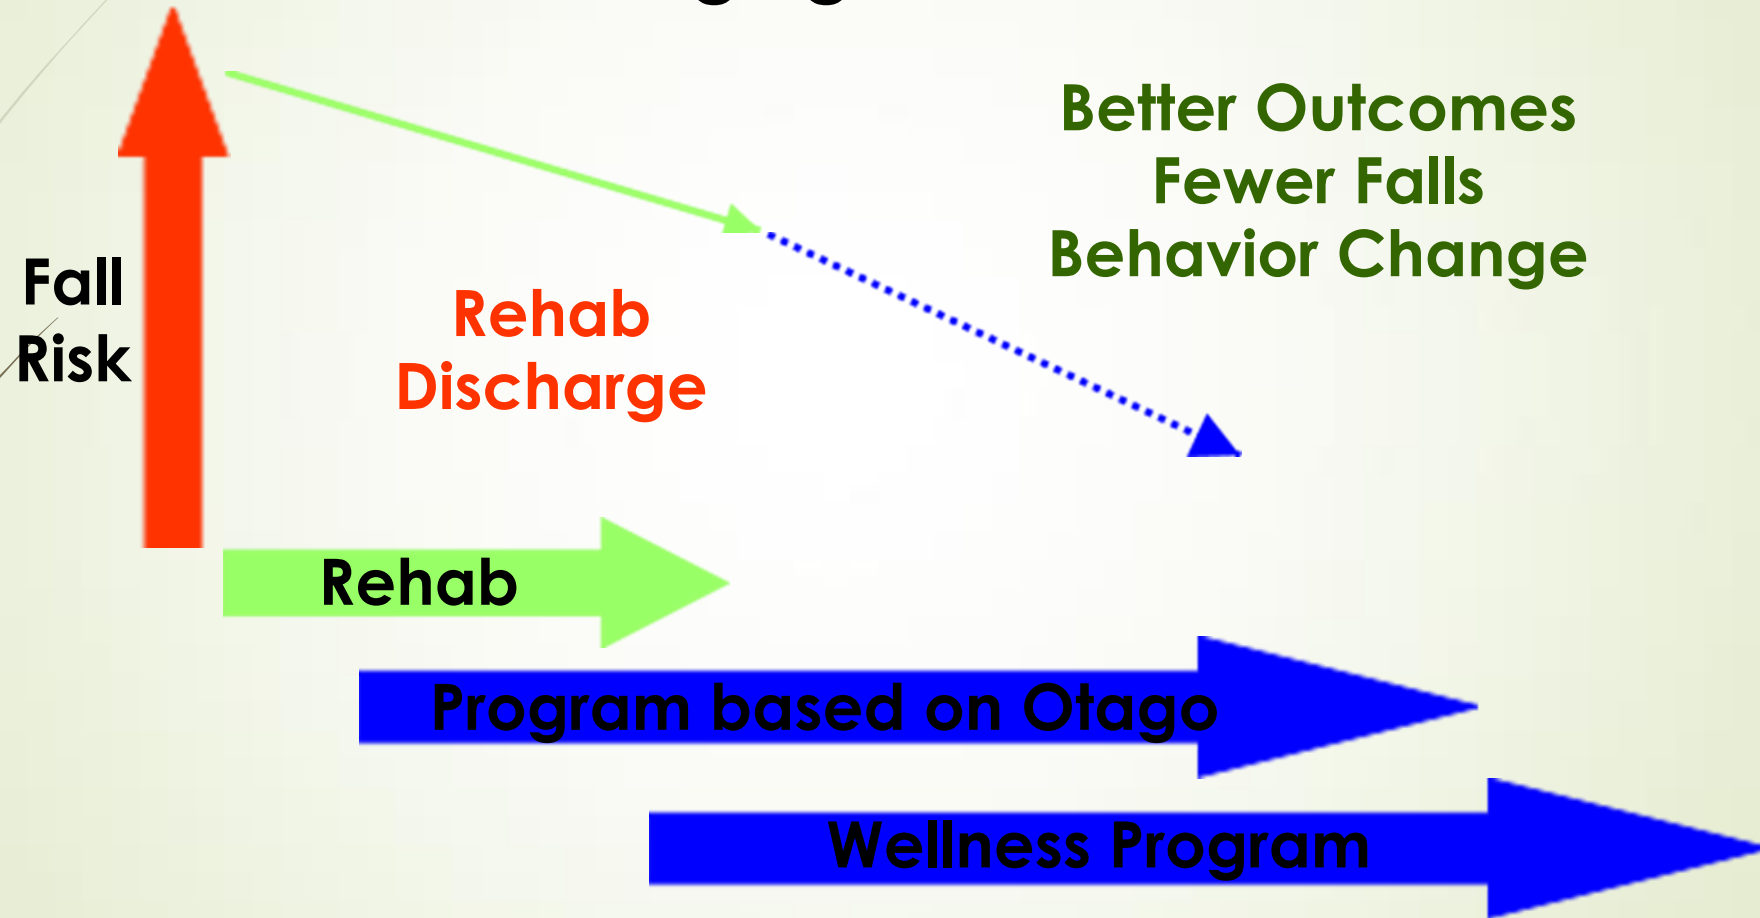 Better Outcomes
Fewer Falls
Behavior Change
Fall
Risk
Rehab
Discharge
Rehab
Program based on Otago
Wellness Program